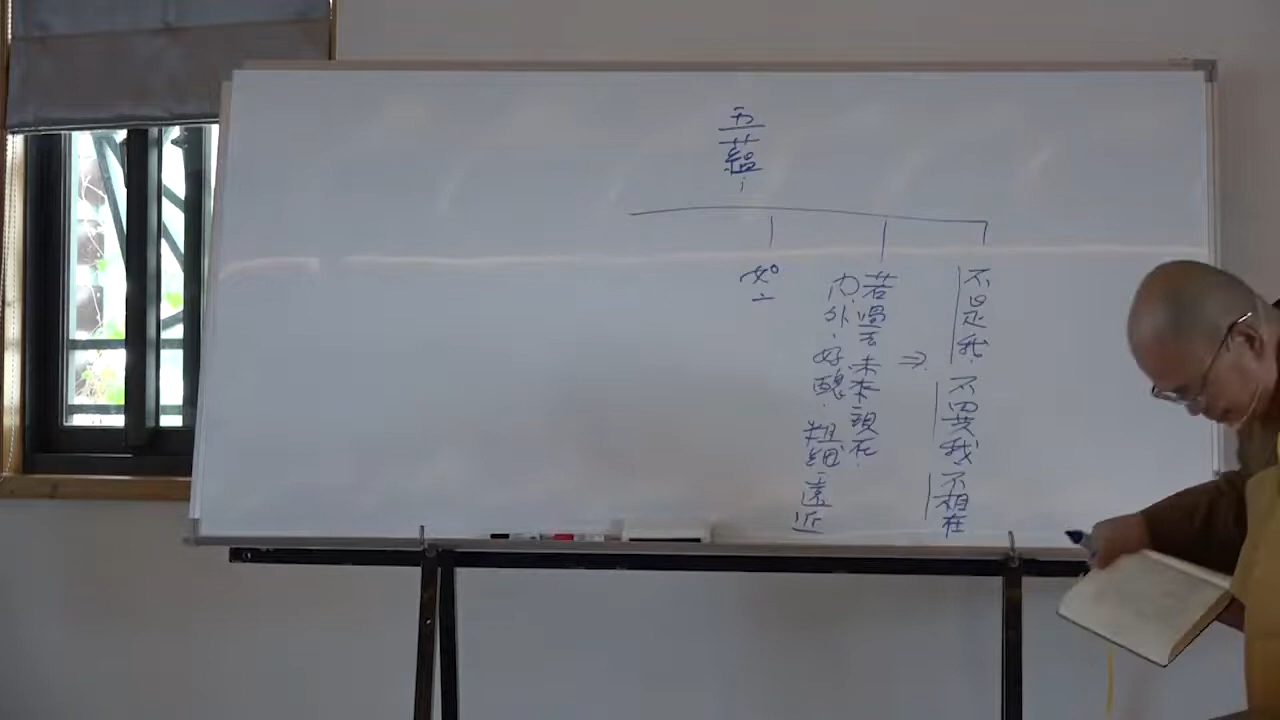 五蘊
不是我.不異我.不相在
⇒
若過去未來現在.
內.外.好醜.粗細遠近
如